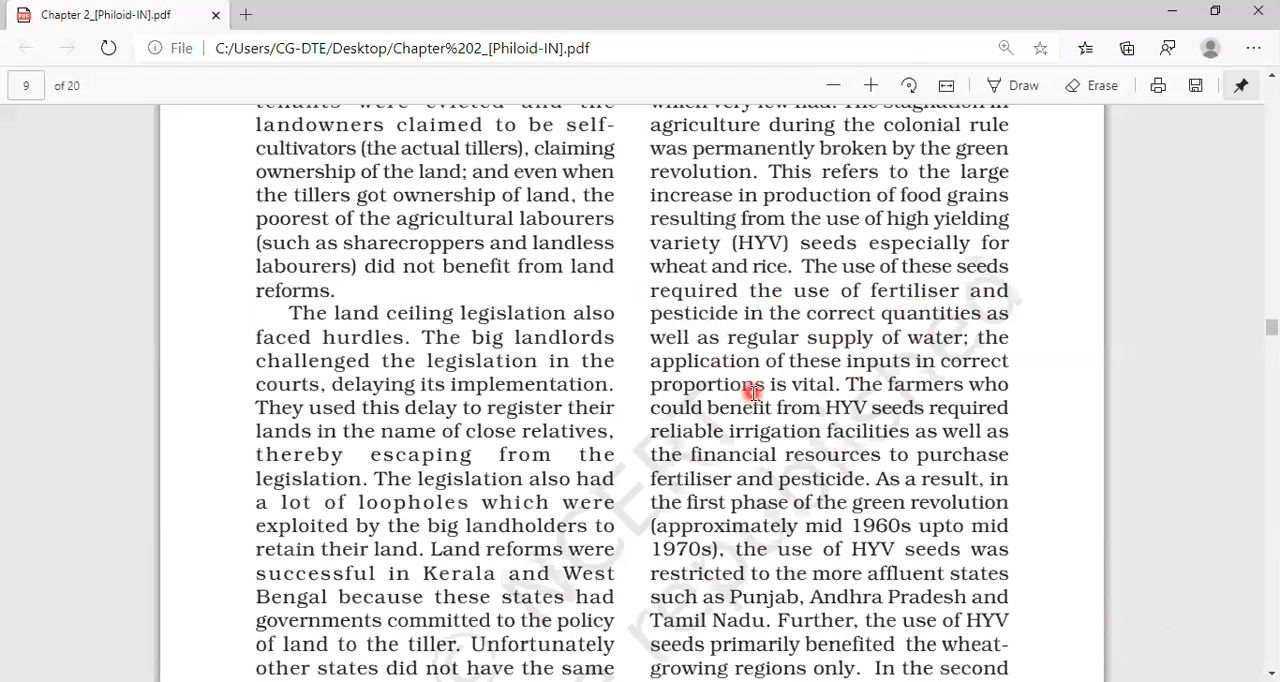 Chapter 2_[Philoid-IN].pdf
File
C:/Users/CG-DTE/Desktop/Chapter%202_[Philoid-IN].pdf
9 of 20
Draw
Erase
tenants were evicted and the
landowners claimed to be self-
cultivators (the actual tillers), claiming
ownership of the land; and even when
the tillers got ownership of land, the
poorest of the agricultural labourers
(such as sharecroppers and landless
labourers) did not benefit from land
reforms.
The land ceiling legislation also
faced hurdles. The big landlords
challenged the legislation in the
courts, delaying its implementation.
They used this delay to register their
lands in the name of close relatives,
thereby escaping from the
legislation. The legislation also had
a lot of loopholes which were
exploited by the big landholders to
retain their land. Land reforms were
successful in Kerala and West
Bengal because these states had
governments committed to the policy
of land to the tiller. Unfortunately
other states did not have the same
which very few had. The stagnation in
agriculture during the colonial rule
was permanently broken by the green
revolution. This refers to the large
increase in production of food grains
resulting from the use of high yielding
variety (HYV) seeds especially for
wheat and rice. The use of these seeds
required the use of fertiliser and
pesticide in the correct quantities as
well as regular supply of water; the
application of these inputs in correct
proportions is vital. The farmers who
could benefit from HYV seeds required
reliable irrigation facilities as well as
the financial resources to purchase
fertiliser and pesticide. As a result, in
the first phase of the green revolution
(approximately mid 1960s upto mid
1970s), the use of HYV seeds was
restricted to the more affluent states
such as Punjab, Andhra Pradesh and
Tamil Nadu. Further, the use of HYV
seeds primarily benefited the wheat-
growing regions only. In the second
© NCERT
republished